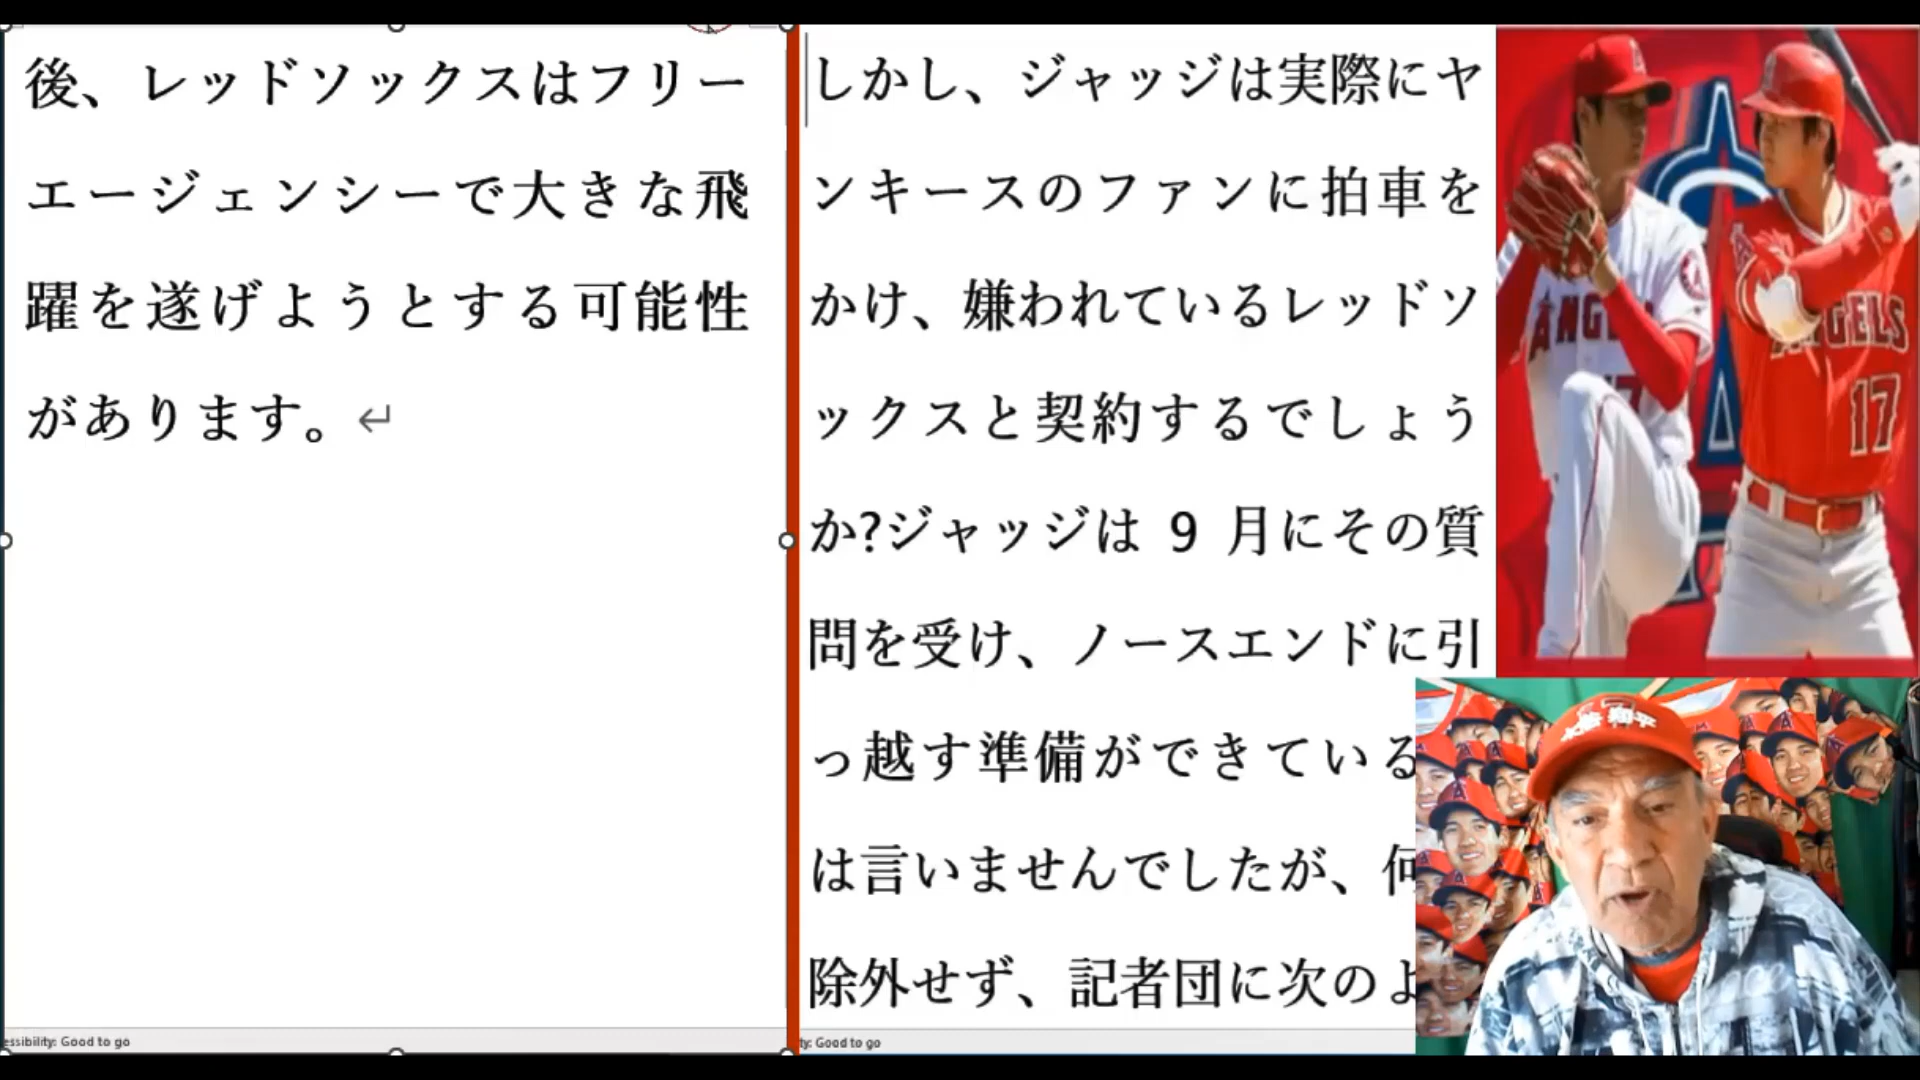 後、レッドソックスはフリー
エージェンシーで大きな飛
躍を遂げようとする可能性
があります。
しかし、ジャッジは実際にヤ
ンキースのファンに拍車を
かけ、嫌われているレッドソ
ックスと契約するでしょう
か?ジャッジは 9 月にその質
問を受け、ノースエンドに引
っ越す準備ができている
は言いませんでしたが、何
除外せず、記者団に次のよ
essibility: Good to go
ty: Good to go
ANGELS
17
翔平